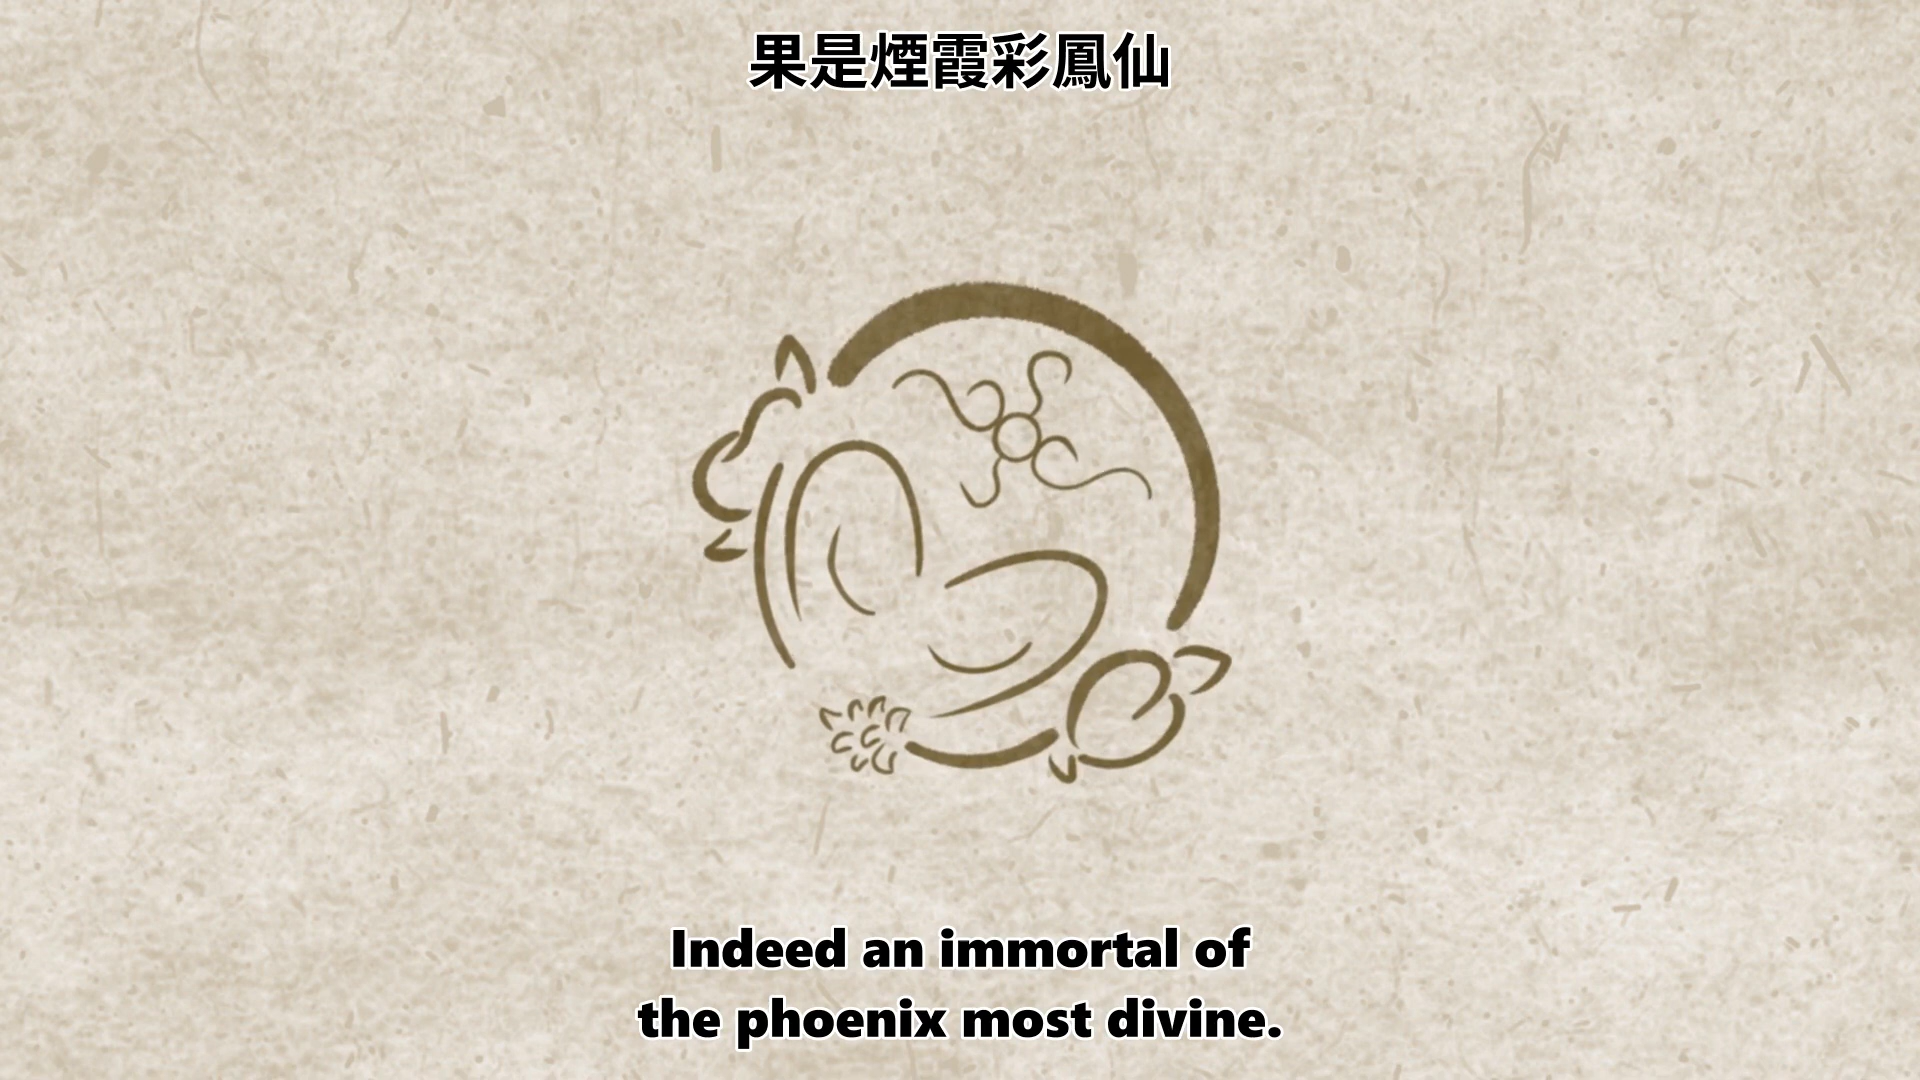 果是煙霞彩鳳仙
Indeed an immortal of
the phoenix most divine.